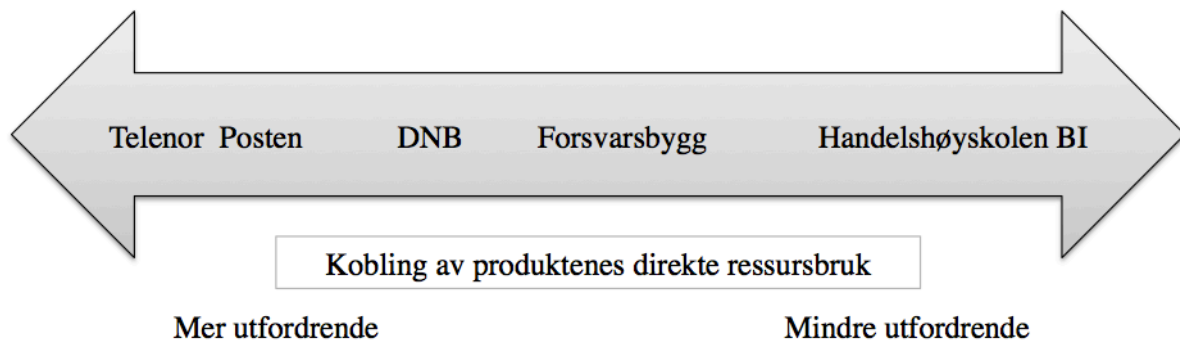 Telenor Posten DNB Forsvarsbygg Handelshøyskolen BI
Kobling av produktenes direkte ressursbruk
Mer utfordrende Mindre utfordrende